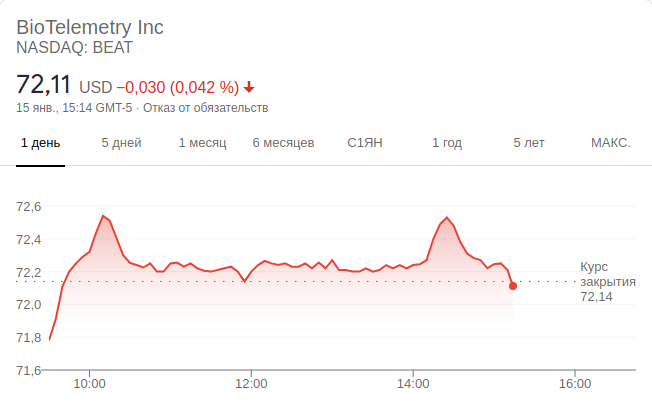 BioTelemetry Inc
NASDAQ: BEAT
72,11 USD −0,030 (0,042 %)
15 янв., 15:14 GMT-5 · Отказ от обязательств
1 день 5 дней 1 месяц 6 месяцев С1ЯН 1 год 5 лет МАКС.
72,6
72,4
72,2
72,0
71,8
71,6
Курс
закрытия
72,14
10:00 12:00 14:00 16:00